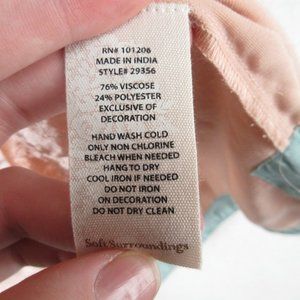 RN# 101206
MADE IN INDIA
STYLE# 29356
76% VISCOSE
24% POLYESTER
EXCLUSIVE OF
DECORATION
HAND WASH COLD
ONLY NON CHLORINE
BLEACH WHEN NEEDED
HANG TO DRY
COOL IRON IF NEEDED
DO NOT IRON
ON DECORATION
DO NOT DRY CLEAN
Soft Surroundings